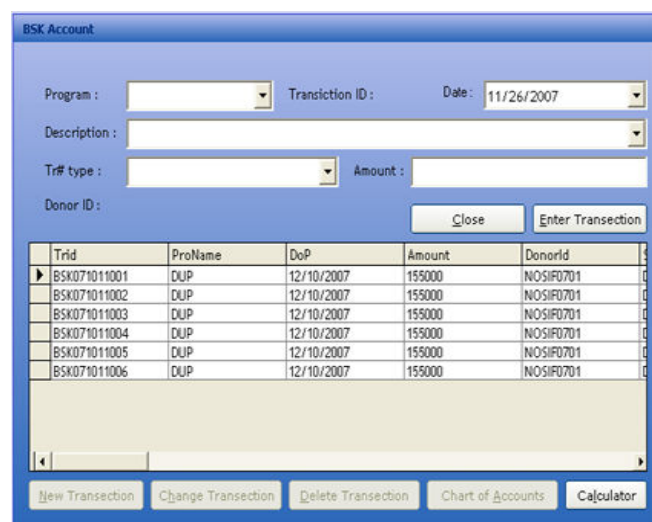 BSK Account
Program : Transiction ID : Date: 11/26/2007
Description :
Tr# type : Amount :
Donor ID :
Close Enter Transection
Trid ProName DoP Amount DonorId
BSK071011001 DUP 12/10/2007 155000 NOSIF0701
BSK071011002 DUP 12/10/2007 155000 NOSIF0701
BSK071011003 DUP 12/10/2007 155000 NOSIF0701
BSK071011004 DUP 12/10/2007 155000 NOSIF0701
BSK071011005 DUP 12/10/2007 155000 NOSIF0701
BSK071011006 DUP 12/10/2007 155000 NOSIF0701
New Transection Change Transection Delete Transection Chart of Accounts Calculator